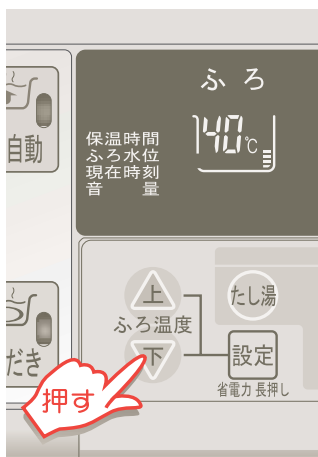 ふろ
保温時間
ふろ水位
現在時刻
音量
40℃
自動
上
ふろ温度
下
たし湯
設定
省電力 長押し
だき
押す